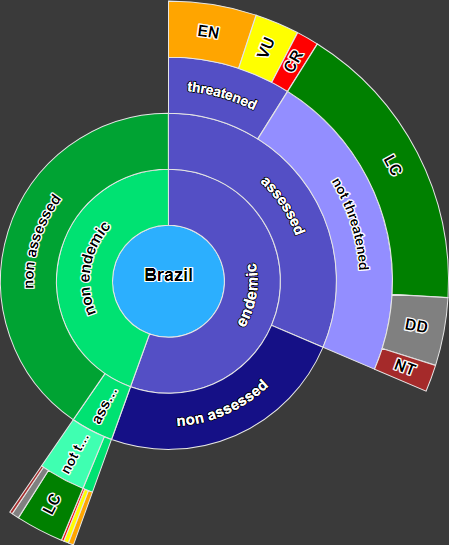 EN
VU
CR
threatened
LC
not threatened
assessed
non assessed
non endemic
Brazil
endemic
DD
NT
non assessed
ass...
not t...
LC